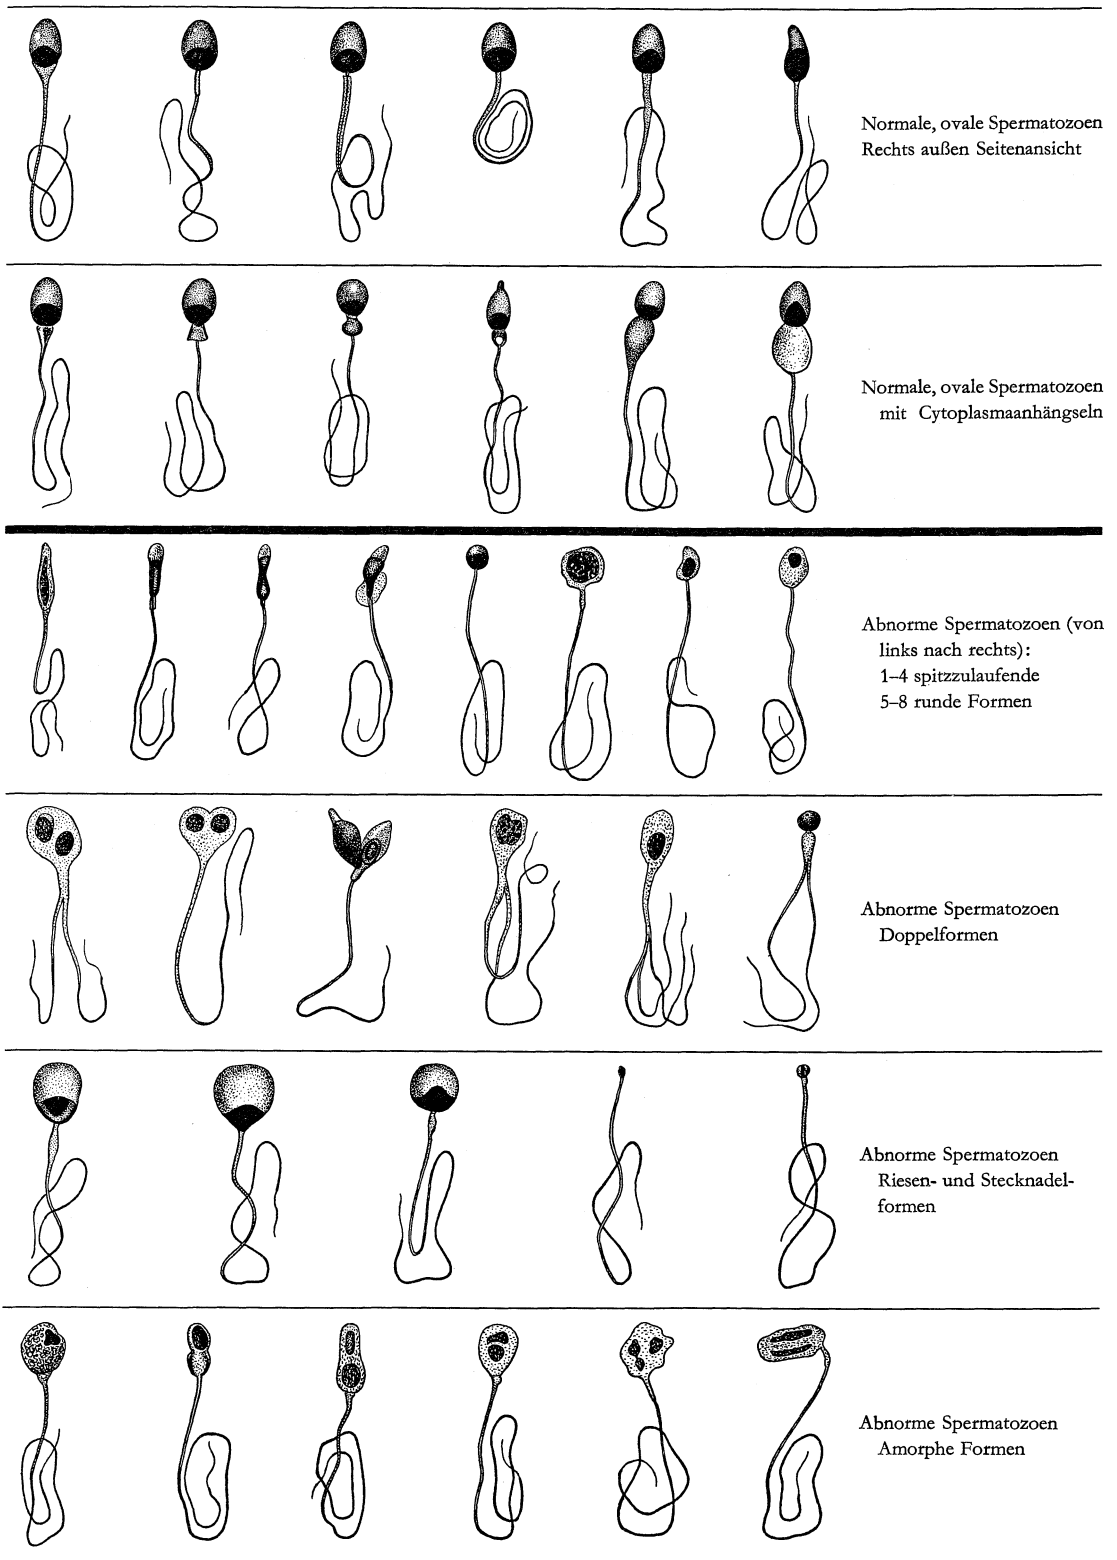 Normale, ovale Spermatozoen
Rechts außen Seitenansicht
Normale, ovale Spermatozoen
mit Cytoplasmaanhängseln
Abnorme Spermatozoen (von
links nach rechts):
1–4 spitzzulaufende
5–8 runde Formen
Abnorme Spermatozoen
Doppelformen
Abnorme Spermatozoen
Riesen- und Stecknadel-
formen
Abnorme Spermatozoen
Amorphe Formen